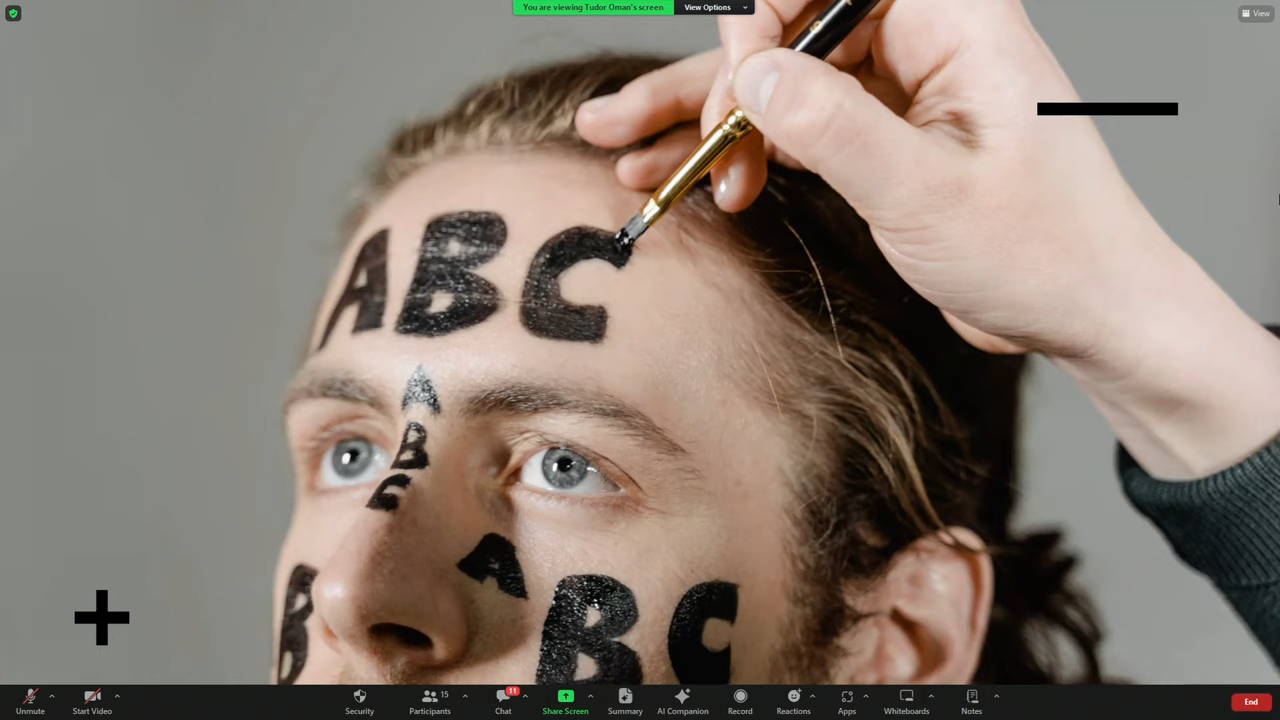 You are viewing Tudor Oman's screen View Options
View
ABC
A
B
C
A
B
BC
Unmute Start Video Security Participants 15 Chat 11 Share Screen Summary AI Companion Record Reactions Apps Whiteboards Notes End